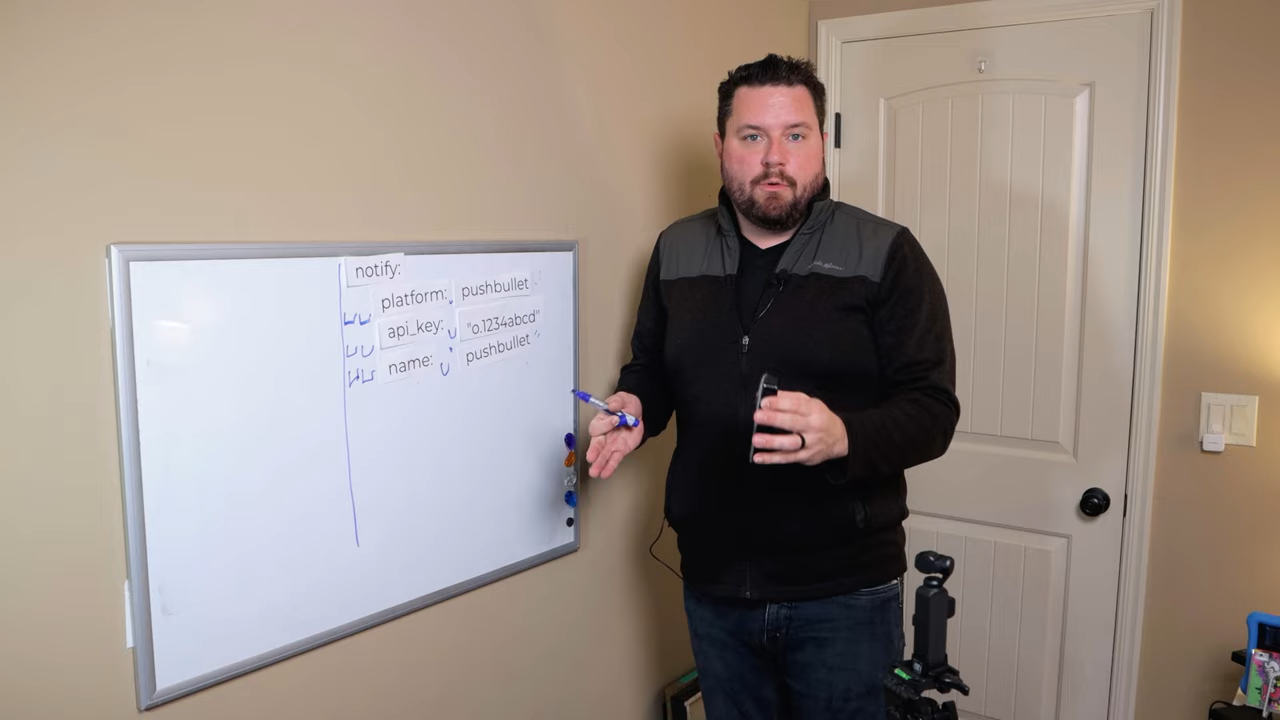 notify:
platform: pushbullet
api_key: "o.1234abcd"
name: pushbullet